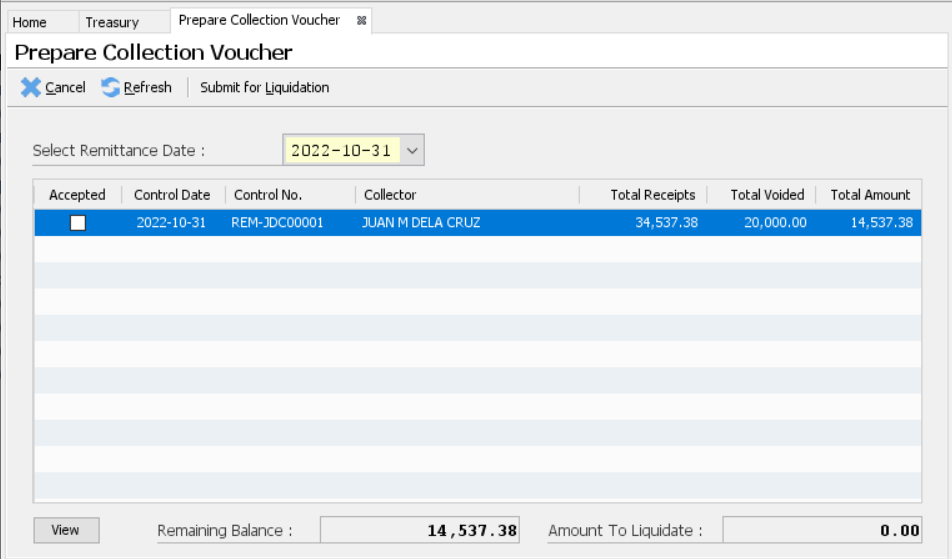 Home Treasury Prepare Collection Voucher
Prepare Collection Voucher
Cancel Refresh Submit for Liquidation
Select Remittance Date : 2022-10-31
Accepted Control Date Control No. Collector Total Receipts Total Voided Total Amount
2022-10-31 REM-JDC00001 JUAN M DELA CRUZ 34,537.38 20,000.00 14,537.38
View Remaining Balance : 14,537.38 Amount To Liquidate : 0.00